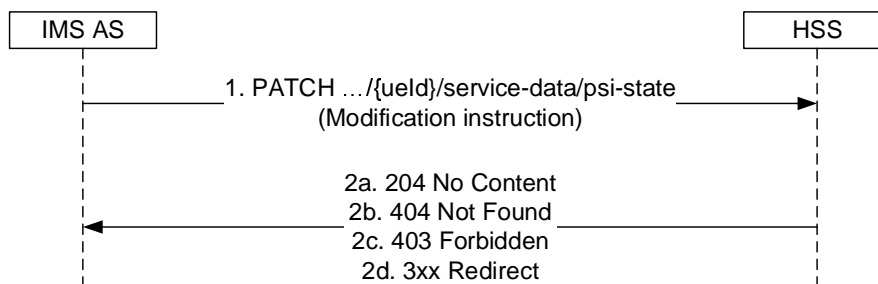 IMS AS
HSS
1. PATCH …/{ueId}/service-data/psi-state
(Modification instruction)
2a. 204 No Content
2b. 404 Not Found
2c. 403 Forbidden
2d. 3xx Redirect